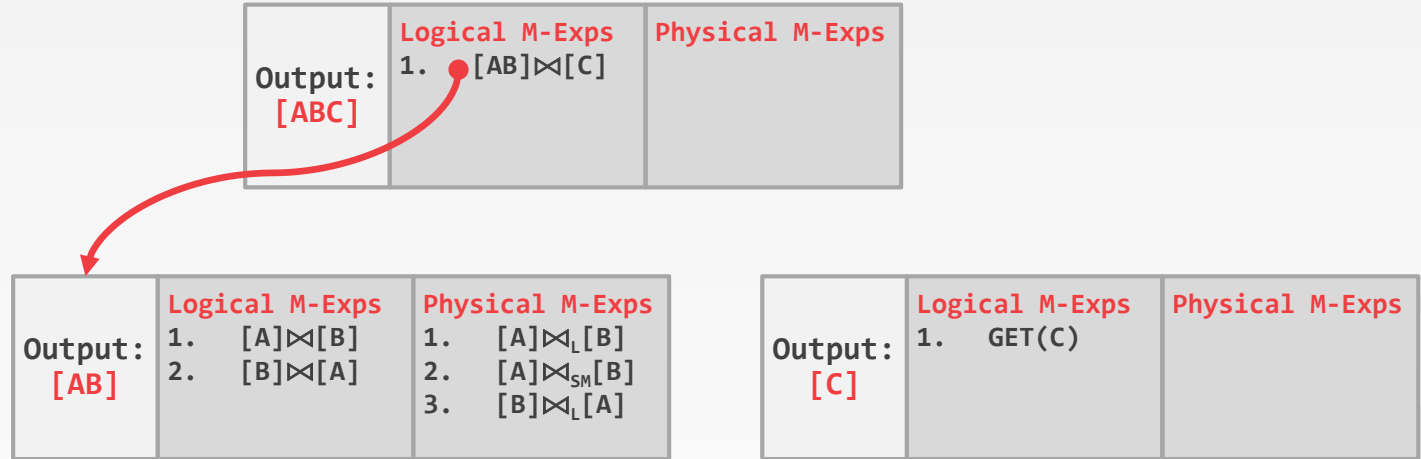 Logical M-Exps
Physical M-Exps
Output:
[ABC]
1. [AB]⋈[C]
Logical M-Exps
Physical M-Exps
Output:
[AB]
1. [A]⋈[B]
2. [B]⋈[A]
1. [A]⋈L[B]
2. [A]⋈SM[B]
3. [B]⋈L[A]
Logical M-Exps
Physical M-Exps
Output:
[C]
1. GET(C)